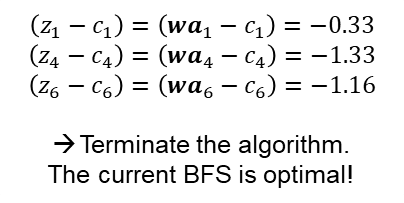 (z₁ − c₁) = (wa₁ − c₁) = −0.33
(z₄ − c₄) = (wa₄ − c₄) = −1.33
(z₆ − c₆) = (wa₆ − c₆) = −1.16
→ Terminate the algorithm.
The current BFS is optimal!